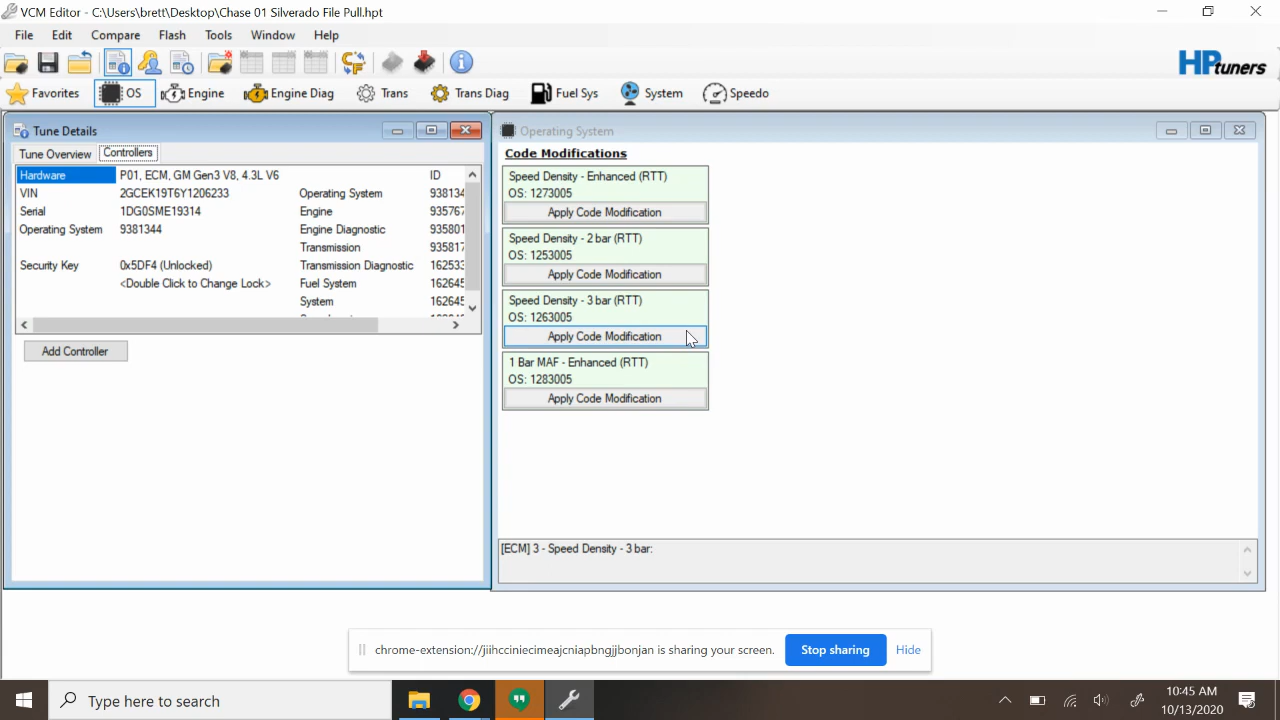 VCM Editor - C:\Users\brett\Desktop\Chase 01 Silverado File Pull.hpt
File Edit Compare Flash Tools Window Help
HPtuners
Favorites OS Engine Engine Diag Trans Trans Diag Fuel Sys System Speedo
Tune Details
Tune Overview Controllers
Hardware P01, ECM, GM Gen3 V8, 4.3L V6 ID
VIN 2GCEK19T6Y1206233 Operating System 938134
Serial 1DG0SME19314 Engine 935767
Operating System 9381344 Engine Diagnostic 935801
Transmission 935817
Security Key 0x5DF4 (Unlocked) Transmission Diagnostic 162533
<Double Click to Change Lock> Fuel System 162645
System 162645
Add Controller
Operating System
Code Modifications
Speed Density - Enhanced (RTT)
OS: 1273005
Apply Code Modification
Speed Density - 2 bar (RTT)
OS: 1253005
Apply Code Modification
Speed Density - 3 bar (RTT)
OS: 1263005
Apply Code Modification
1 Bar MAF - Enhanced (RTT)
OS: 1283005
Apply Code Modification
[ECM] 3 - Speed Density - 3 bar:
chrome-extension://jiihcciniecimeajcniapbngjjbonjan is sharing your screen. Stop sharing Hide
Type here to search
10:45 AM
10/13/2020